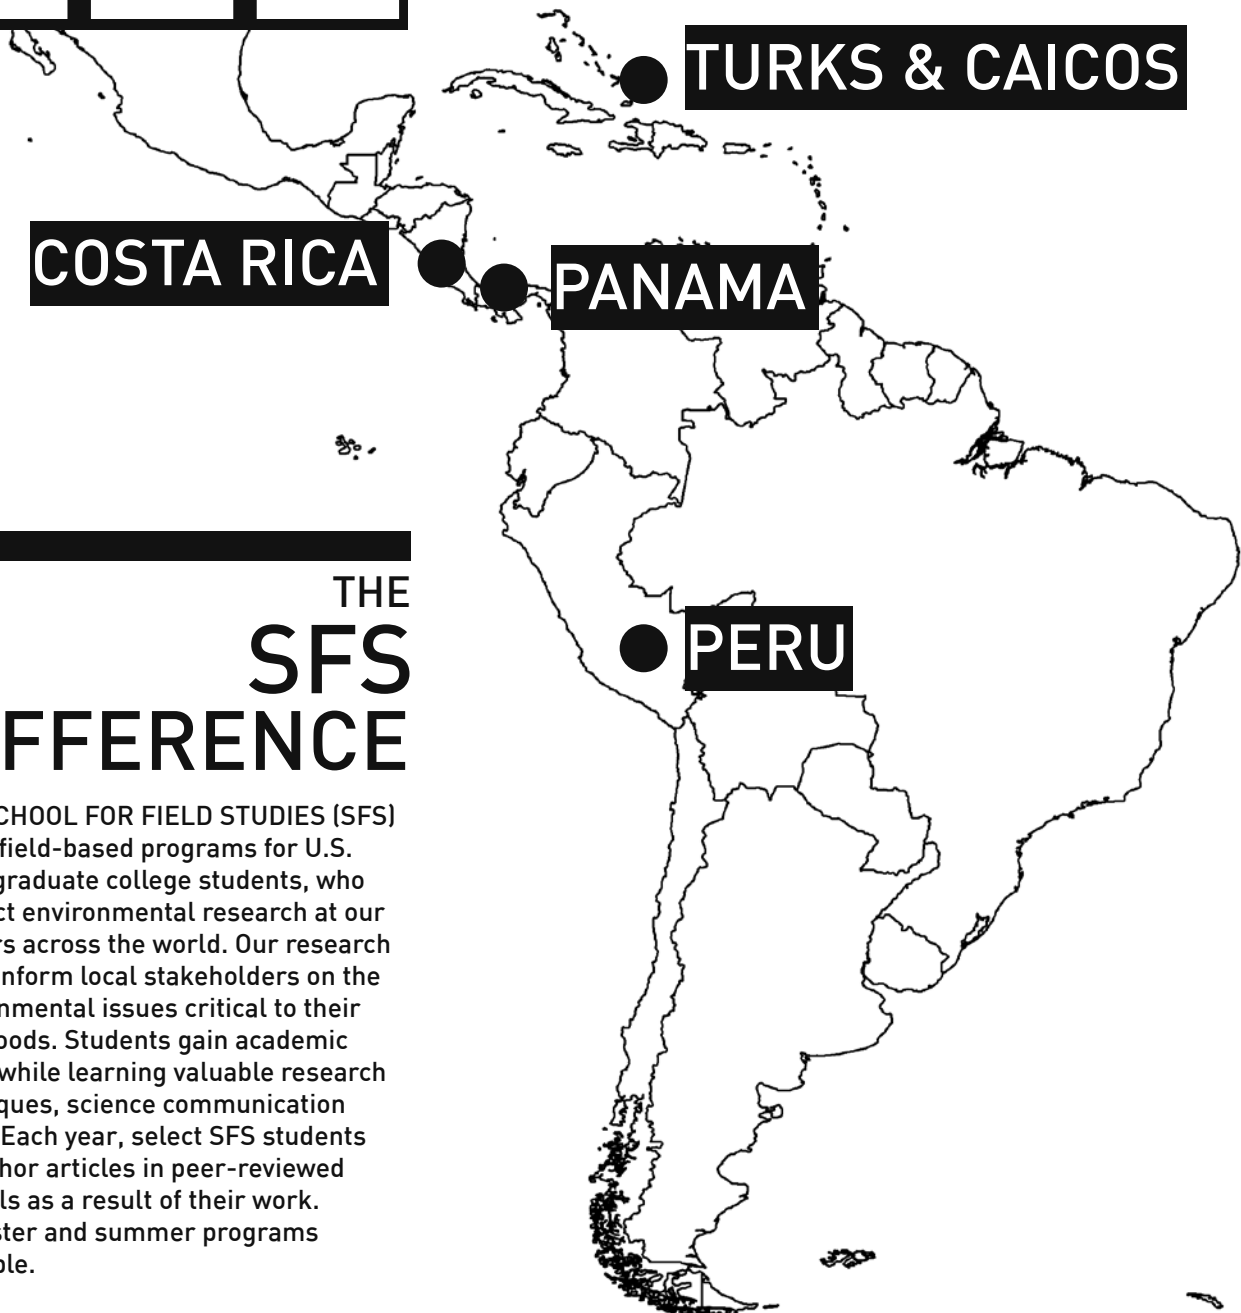 TURKS & CAICOS
COSTA RICA
PANAMA
PERU
THE
SFS
FFERENCE
CHOOL FOR FIELD STUDIES (SFS)
field-based programs for U.S.
graduate college students, who
ct environmental research at our
rs across the world. Our research
nform local stakeholders on the
nmental issues critical to their
oods. Students gain academic
while learning valuable research
ques, science communication
Each year, select SFS students
hor articles in peer-reviewed
ls as a result of their work.
ster and summer programs
ble.